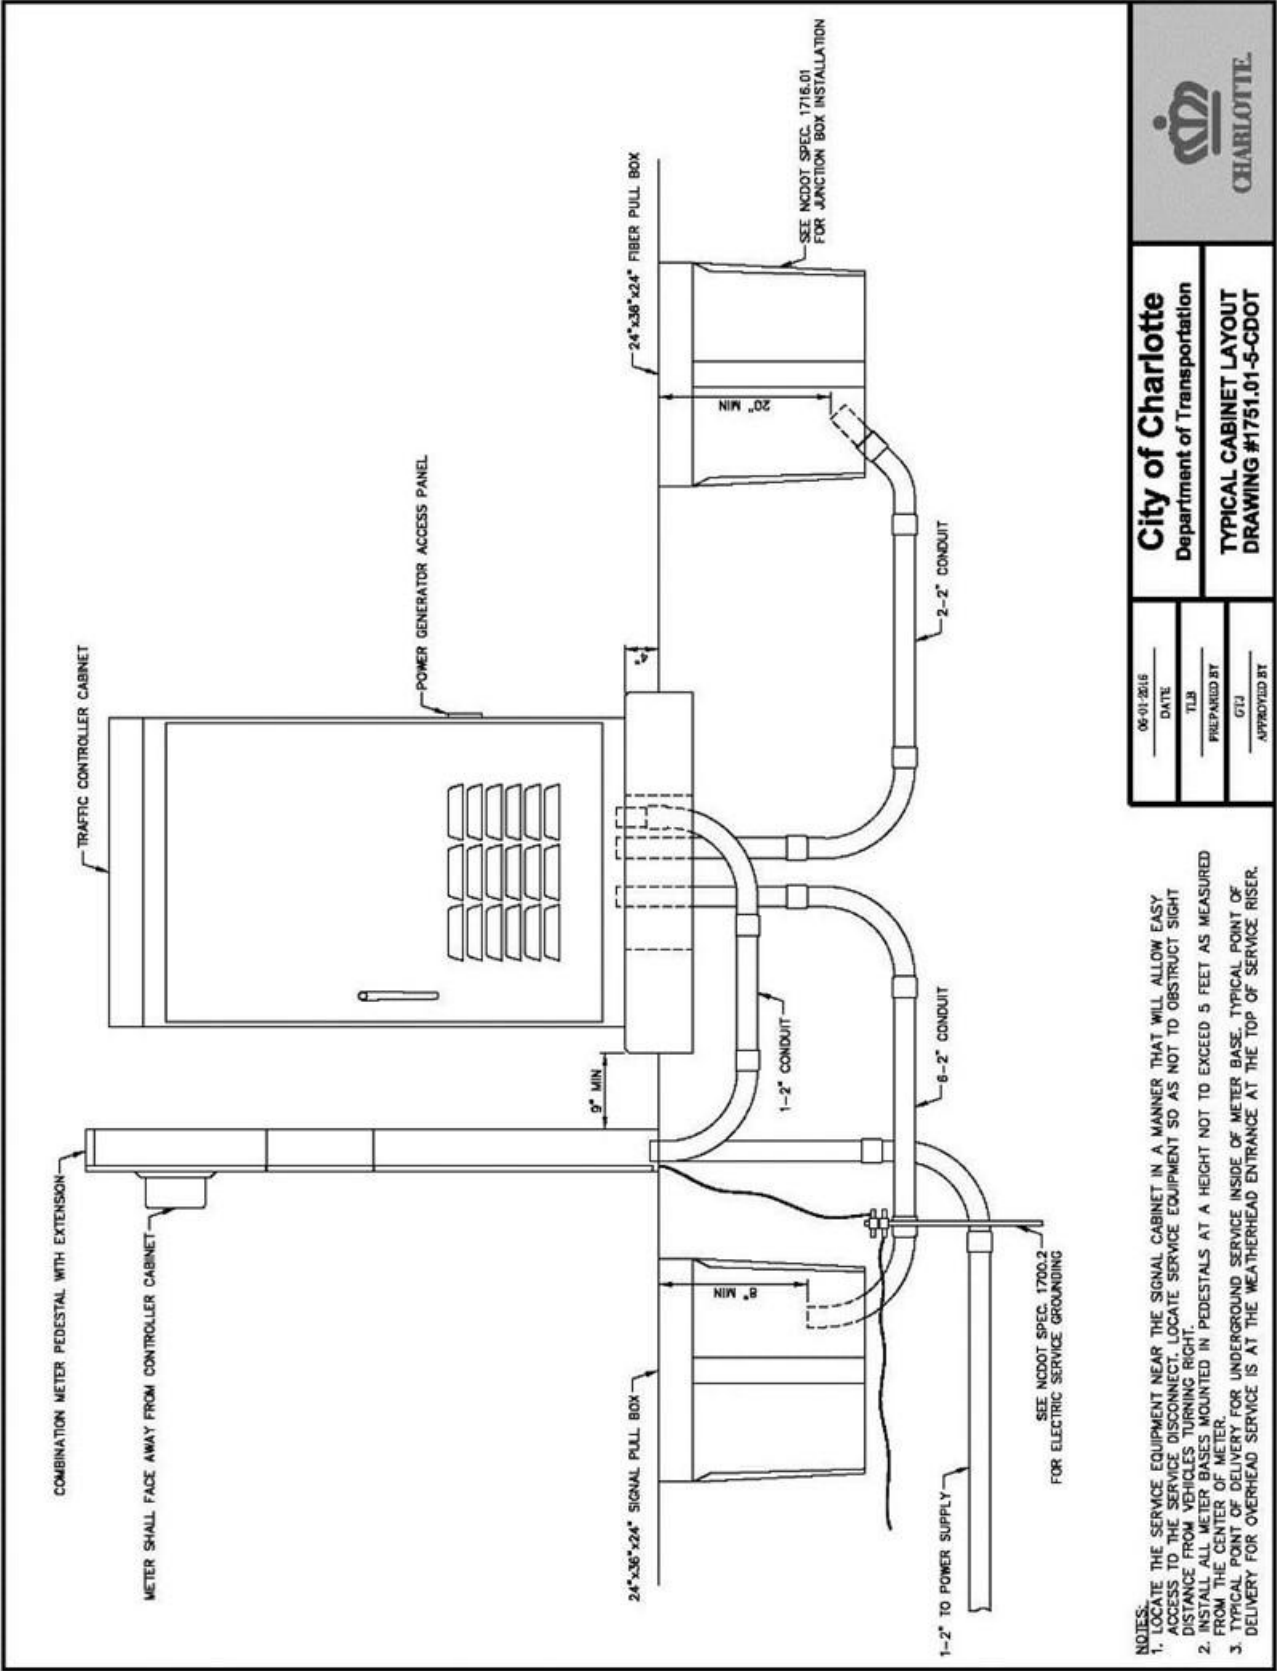 COMBINATION METER PEDESTAL WITH EXTENSION
TRAFFIC CONTROLLER CABINET
METER SHALL FACE AWAY FROM CONTROLLER CABINET
POWER GENERATOR ACCESS PANEL
9" MIN
4"
24"x36"x24" SIGNAL PULL BOX
24"x36"x24" FIBER PULL BOX
8" MIN
20" MIN
SEE NCDOT SPEC. 1716.01
FOR JUNCTION BOX INSTALLATION
1-2" CONDUIT
6-2" CONDUIT
2-2" CONDUIT
1-2" TO POWER SUPPLY
SEE NCDOT SPEC. 1700.2
FOR ELECTRIC SERVICE GROUNDING
NOTES:
1. LOCATE THE SERVICE EQUIPMENT NEAR THE SIGNAL CABINET IN A MANNER THAT WILL ALLOW EASY
ACCESS TO THE SERVICE DISCONNECT. LOCATE SERVICE EQUIPMENT SO AS NOT TO OBSTRUCT SIGHT
DISTANCE FROM VEHICLES TURNING RIGHT.
2. INSTALL ALL METER BASES MOUNTED IN PEDESTALS AT A HEIGHT NOT TO EXCEED 5 FEET AS MEASURED
FROM THE CENTER OF METER.
3. TYPICAL POINT OF DELIVERY FOR UNDERGROUND SERVICE INSIDE OF METER BASE. TYPICAL POINT OF
DELIVERY FOR OVERHEAD SERVICE IS AT THE WEATHERHEAD ENTRANCE AT THE TOP OF SERVICE RISER.
06-01-2016
DATE
TLB
PREPARED BY
GTJ
APPROVED BY
City of Charlotte
Department of Transportation
TYPICAL CABINET LAYOUT
DRAWING #1751.01-5-CDOT
CHARLOTTE.